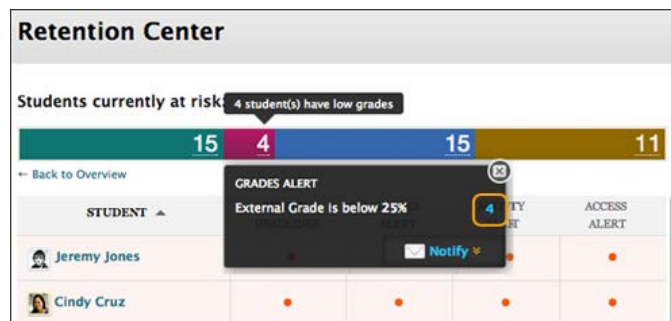 Retention Center
Students currently at risk:
4 student(s) have low grades
15 4 15 11
← Back to Overview
GRADES ALERT
External Grade is below 25% 4
Notify
STUDENT
ACCESS
ALERT
Jeremy Jones
Cindy Cruz